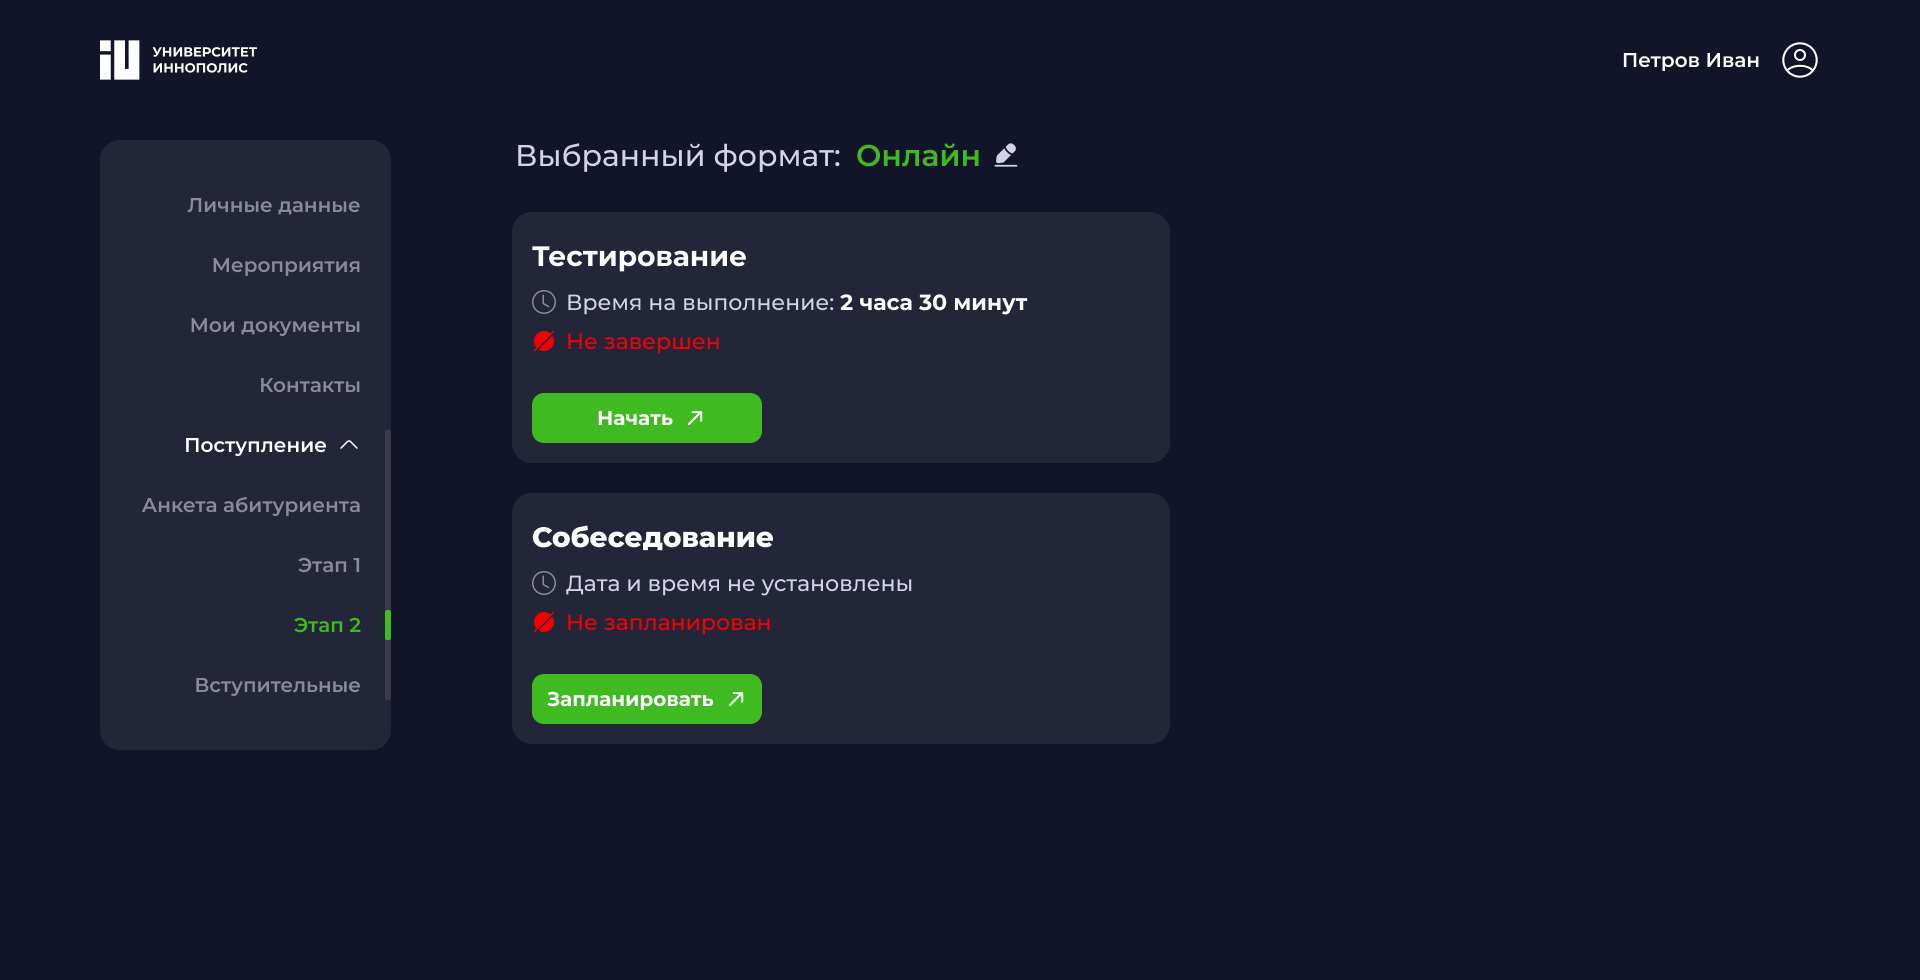 УНИВЕРСИТЕТ
ИННОПОЛИС
Петров Иван
Личные данные
Мероприятия
Мои документы
Контакты
Поступление
Анкета абитуриента
Этап 1
Этап 2
Вступительные
Выбранный формат: Онлайн
Тестирование
Время на выполнение: 2 часа 30 минут
Не завершен
Начать
Собеседование
Дата и время не установлены
Не запланирован
Запланировать